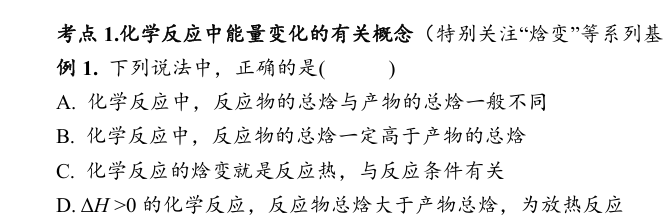 考点 1.化学反应中能量变化的有关概念（特别关注“焓变”等系列基
例 1. 下列说法中，正确的是(　　)
A. 化学反应中，反应物的总焓与产物的总焓一般不同
B. 化学反应中，反应物的总焓一定高于产物的总焓
C. 化学反应的焓变就是反应热，与反应条件有关
D. ΔH >0 的化学反应，反应物总焓大于产物总焓，为放热反应